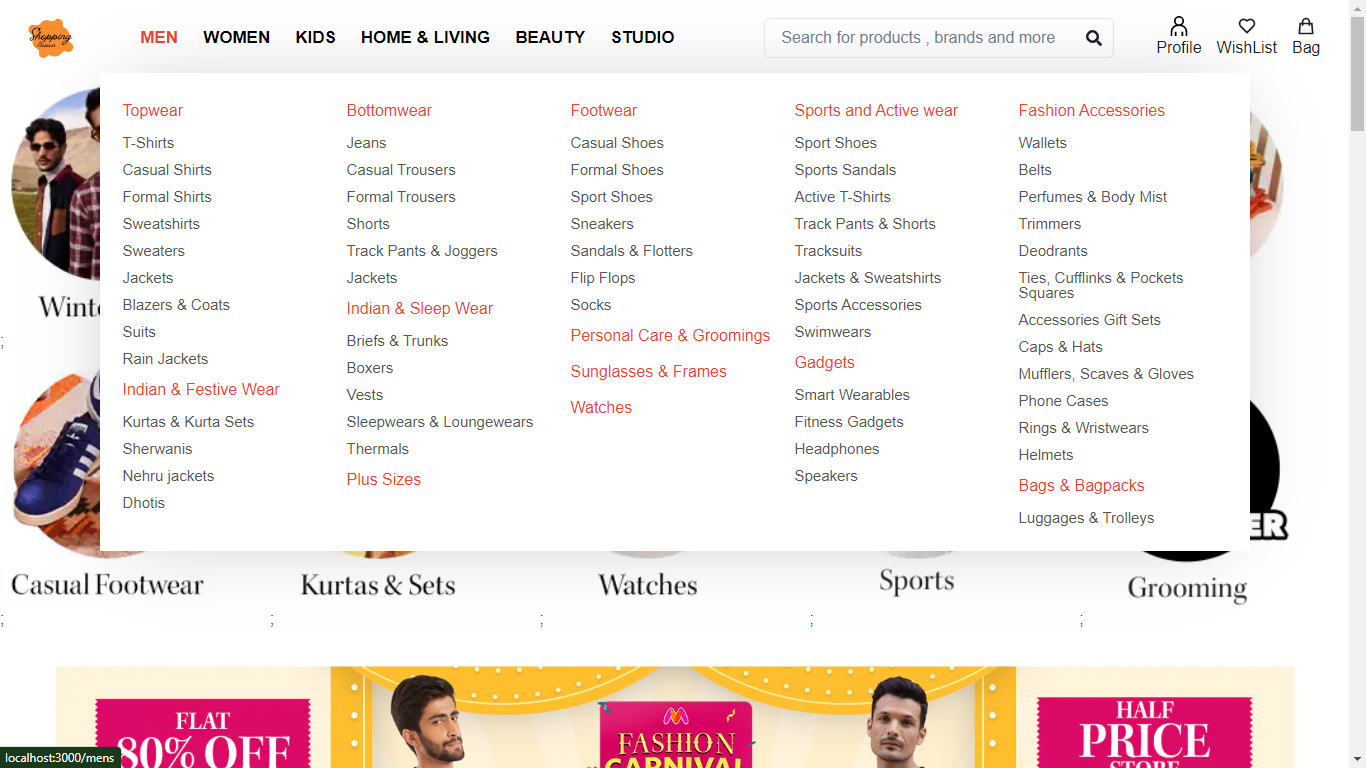 Shopping
Bazaar
MEN
WOMEN
KIDS
HOME & LIVING
BEAUTY
STUDIO
Search for products , brands and more
Profile
WishList
Bag
Topwear
T-Shirts
Casual Shirts
Formal Shirts
Sweatshirts
Sweaters
Jackets
Blazers & Coats
Suits
Rain Jackets
Indian & Festive Wear
Kurtas & Kurta Sets
Sherwanis
Nehru jackets
Dhotis
Bottomwear
Jeans
Casual Trousers
Formal Trousers
Shorts
Track Pants & Joggers
Jackets
Indian & Sleep Wear
Briefs & Trunks
Boxers
Vests
Sleepwears & Loungewears
Thermals
Plus Sizes
Footwear
Casual Shoes
Formal Shoes
Sport Shoes
Sneakers
Sandals & Flotters
Flip Flops
Socks
Personal Care & Groomings
Sunglasses & Frames
Watches
Sports and Active wear
Sport Shoes
Sports Sandals
Active T-Shirts
Track Pants & Shorts
Tracksuits
Jackets & Sweatshirts
Sports Accessories
Swimwears
Gadgets
Smart Wearables
Fitness Gadgets
Headphones
Speakers
Fashion Accessories
Wallets
Belts
Perfumes & Body Mist
Trimmers
Deodrants
Ties, Cufflinks & Pockets
Squares
Accessories Gift Sets
Caps & Hats
Mufflers, Scaves & Gloves
Phone Cases
Rings & Wristwears
Helmets
Bags & Bagpacks
Luggages & Trolleys
Wint
;
ER
Casual Footwear
Kurtas & Sets
Watches
Sports
Grooming
; ; ; ; ;
FLAT
80% OFF
FASHION
CARNIVAL
HALF
PRICE
STORE
localhost:3000/mens